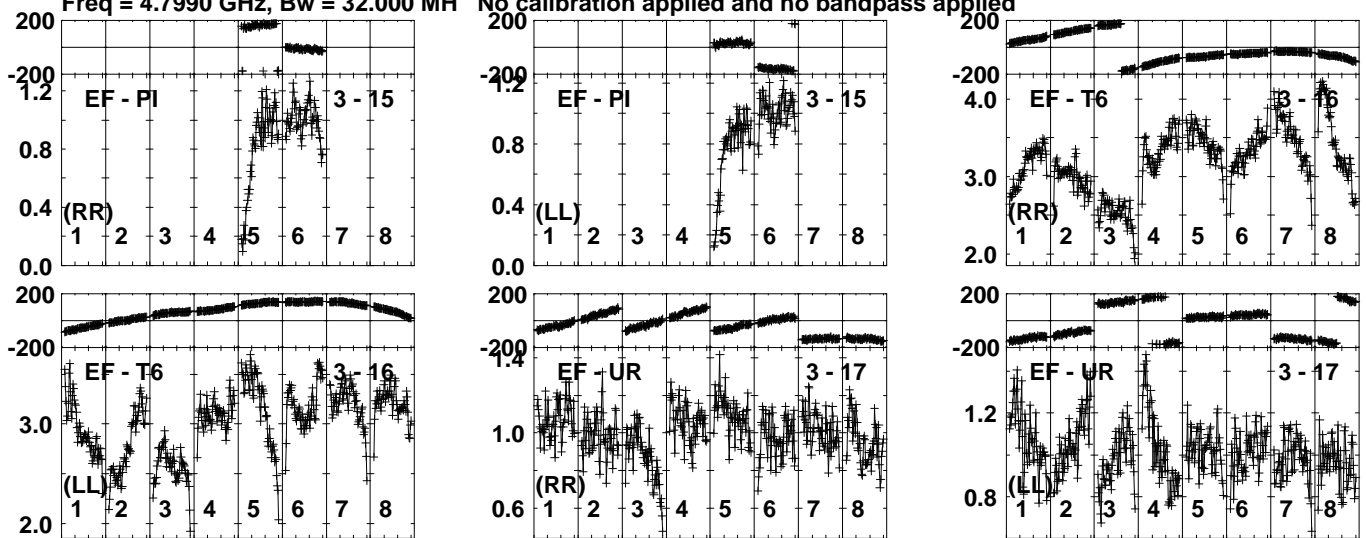 Freq = 4.7990 GHz, Bw = 32.000 MH No calibration applied and no bandpass applied
200
-200
1.2
0.8
0.4
0.0
EF - PI 3 - 15
(RR)
1 2 3 4 5 6 7 8
200
-200
1.2
0.8
0.4
0.0
EF - PI 3 - 15
(LL)
1 2 3 4 5 6 7 8
200
-200
4.0
3.0
2.0
EF - T6 3 - 16
(RR)
1 2 3 4 5 6 7 8
200
-200
3.0
2.0
EF - T6 3 - 16
(LL)
1 2 3 4 5 6 7 8
200
-200
1.4
1.0
0.6
EF - UR 3 - 17
(RR)
1 2 3 4 5 6 7 8
200
-200
1.2
0.8
EF - UR 3 - 17
(LL)
1 2 3 4 5 6 7 8